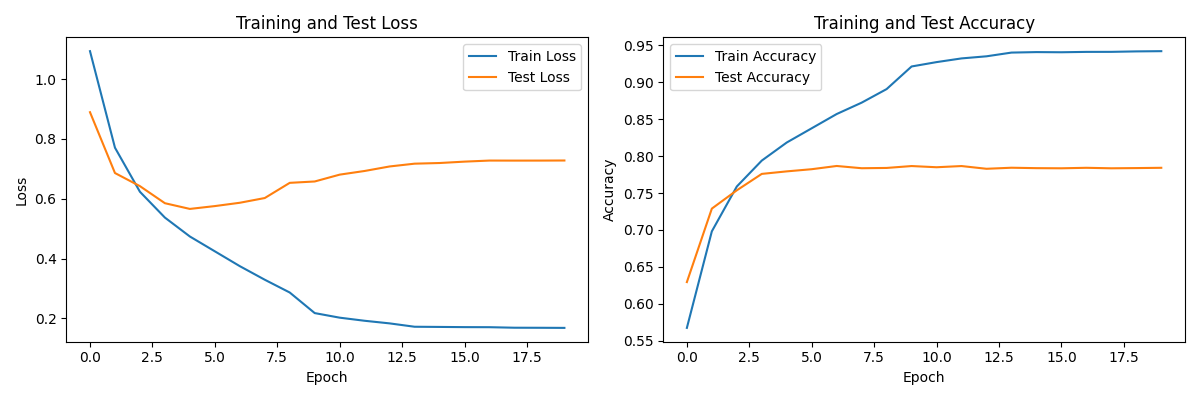 Training and Test Loss
Train Loss
Test Loss
Loss
1.0
0.8
0.6
0.4
0.2
0.0 2.5 5.0 7.5 10.0 12.5 15.0 17.5
Epoch
Training and Test Accuracy
Train Accuracy
Test Accuracy
Accuracy
0.95
0.90
0.85
0.80
0.75
0.70
0.65
0.60
0.55
0.0 2.5 5.0 7.5 10.0 12.5 15.0 17.5
Epoch